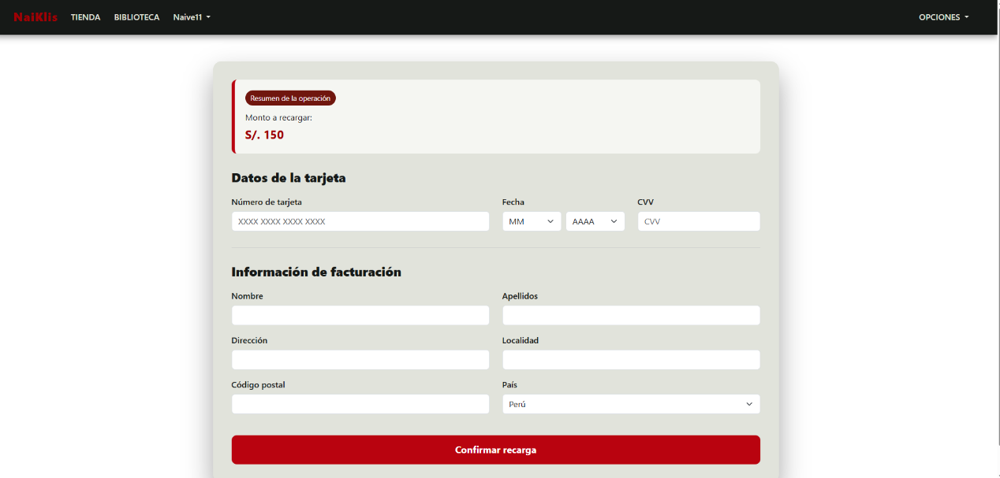 NaiKlis TIENDA BIBLIOTECA Naive11 OPCIONES
Resumen de la operación
Monto a recargar:
S/. 150
Datos de la tarjeta
Número de tarjeta Fecha CVV
XXXX XXXX XXXX XXXX MM AAAA CVV
Información de facturación
Nombre Apellidos
Dirección Localidad
Código postal País
Perú
Confirmar recarga